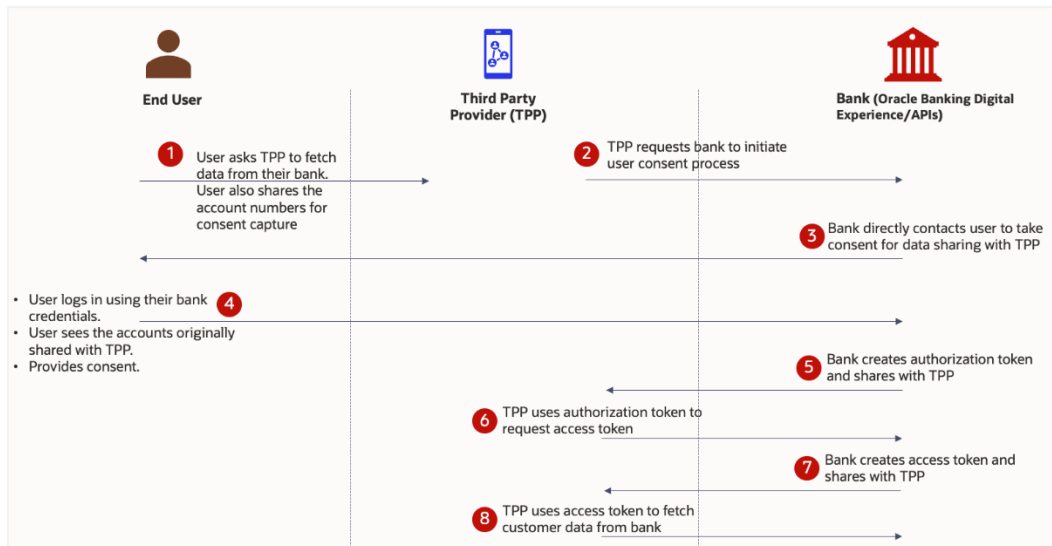 End User
Third Party
Provider (TPP)
Bank (Oracle Banking Digital
Experience/APIs)
1
User asks TPP to fetch
data from their bank.
User also shares the
account numbers for
consent capture
2
TPP requests bank to initiate
user consent process
3
Bank directly contacts user to take
consent for data sharing with TPP
4
• User logs in using their bank
credentials.
• User sees the accounts originally
shared with TPP.
• Provides consent.
5
Bank creates authorization token
and shares with TPP
6
TPP uses authorization token to
request access token
7
Bank creates access token and
shares with TPP
8
TPP uses access token to fetch
customer data from bank